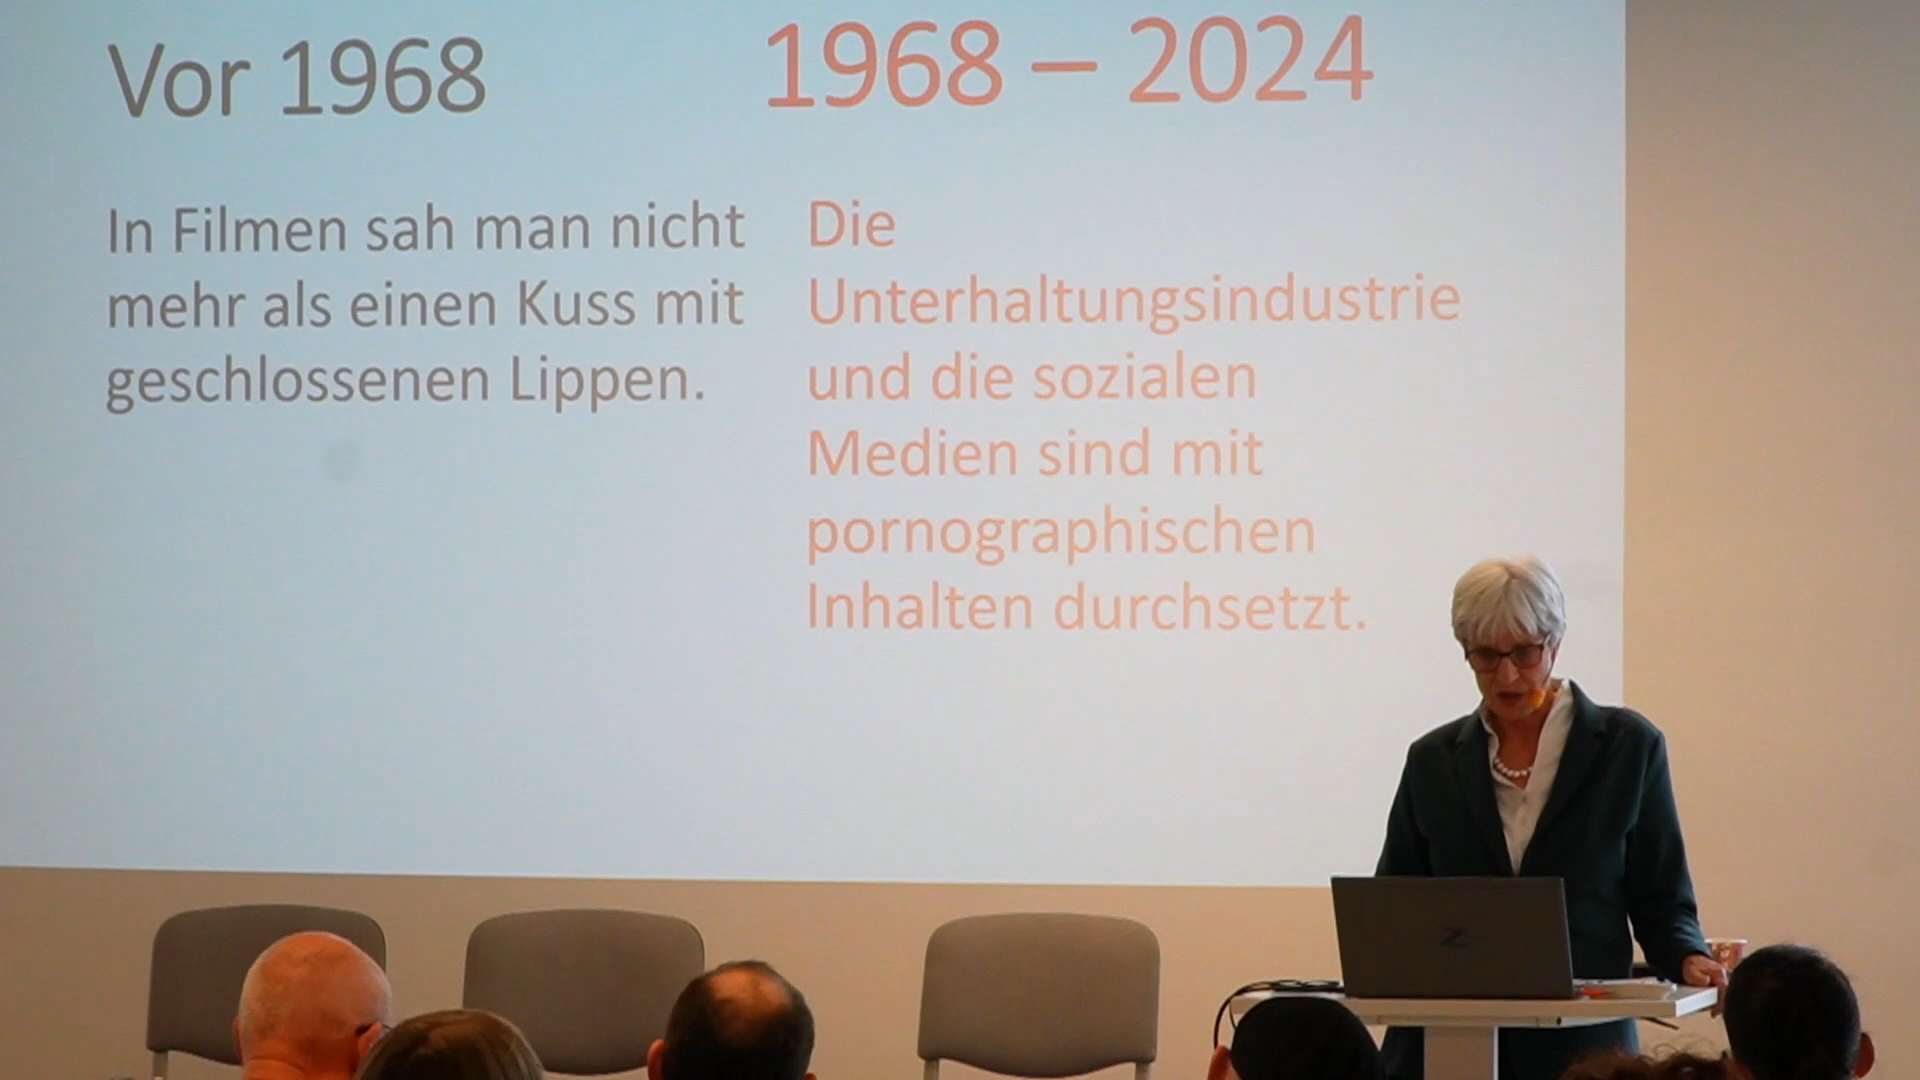 Vor 1968
1968 – 2024
In Filmen sah man nicht
mehr als einen Kuss mit
geschlossenen Lippen.
Die
Unterhaltungsindustrie
und die sozialen
Medien sind mit
pornographischen
Inhalten durchsetzt.